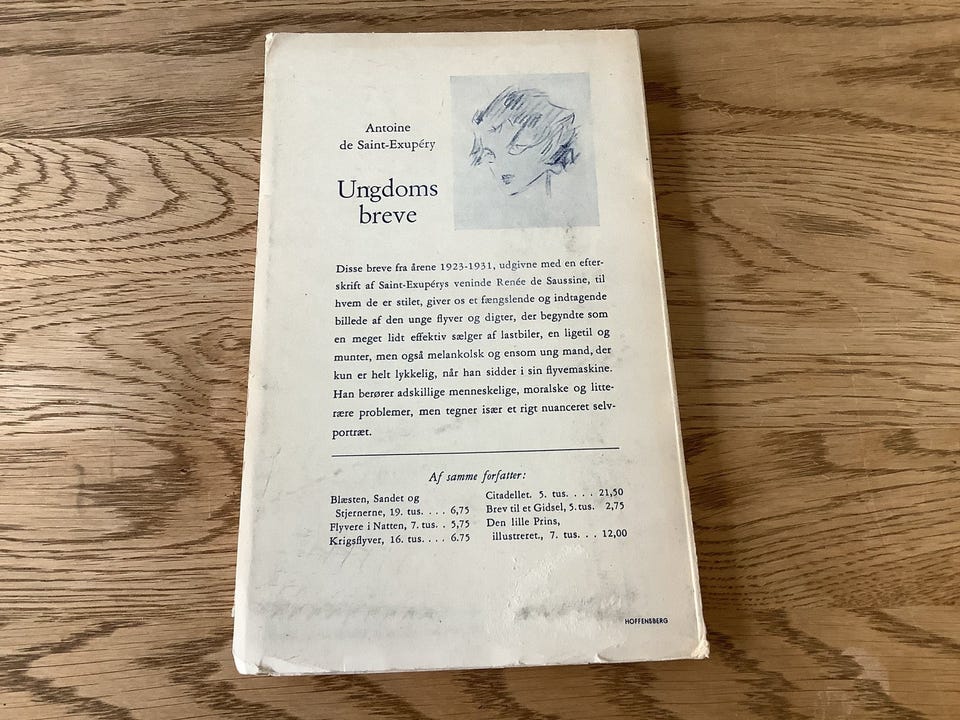 Antoine
de Saint-Exupéry
Ungdoms
breve
Disse breve fra årene 1923-1931, udgivne med en efter-
skrift af Saint-Exupérys veninde Renée de Saussine, til
hvem de er stilet, giver os et fængslende og indtagende
billede af den unge flyver og digter, der begyndte som
en meget lidt effektiv sælger af lastbiler, en ligetil og
munter, men også melankolsk og ensom ung mand, der
kun er helt lykkelig, når han sidder i sin flyvemaskine.
Han berører adskillige menneskelige, moralske og litte-
rære problemer, men tegner især et rigt nuanceret selv-
portræt.
Af samme forfatter:
Blæsten, Sandet og
Stjernerne, 19. tus. . . . 6,75
Flyvere i Natten, 7. tus. . 5,75
Krigsflyver, 16. tus. . . . 6.75
Citadellet. 5. tus. . . . 21,50
Brev til et Gidsel, 5. tus. 2,75
Den lille Prins,
illustreret., 7. tus. . . 12,00
HOFFENSBERG